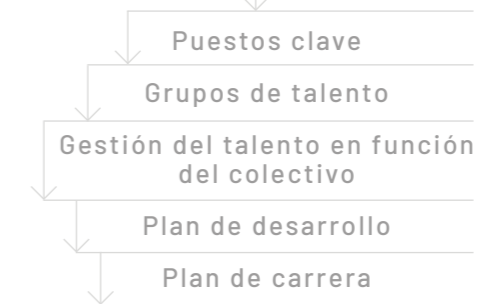 Puestos clave
Grupos de talento
Gestión del talento en función
del colectivo
Plan de desarrollo
Plan de carrera